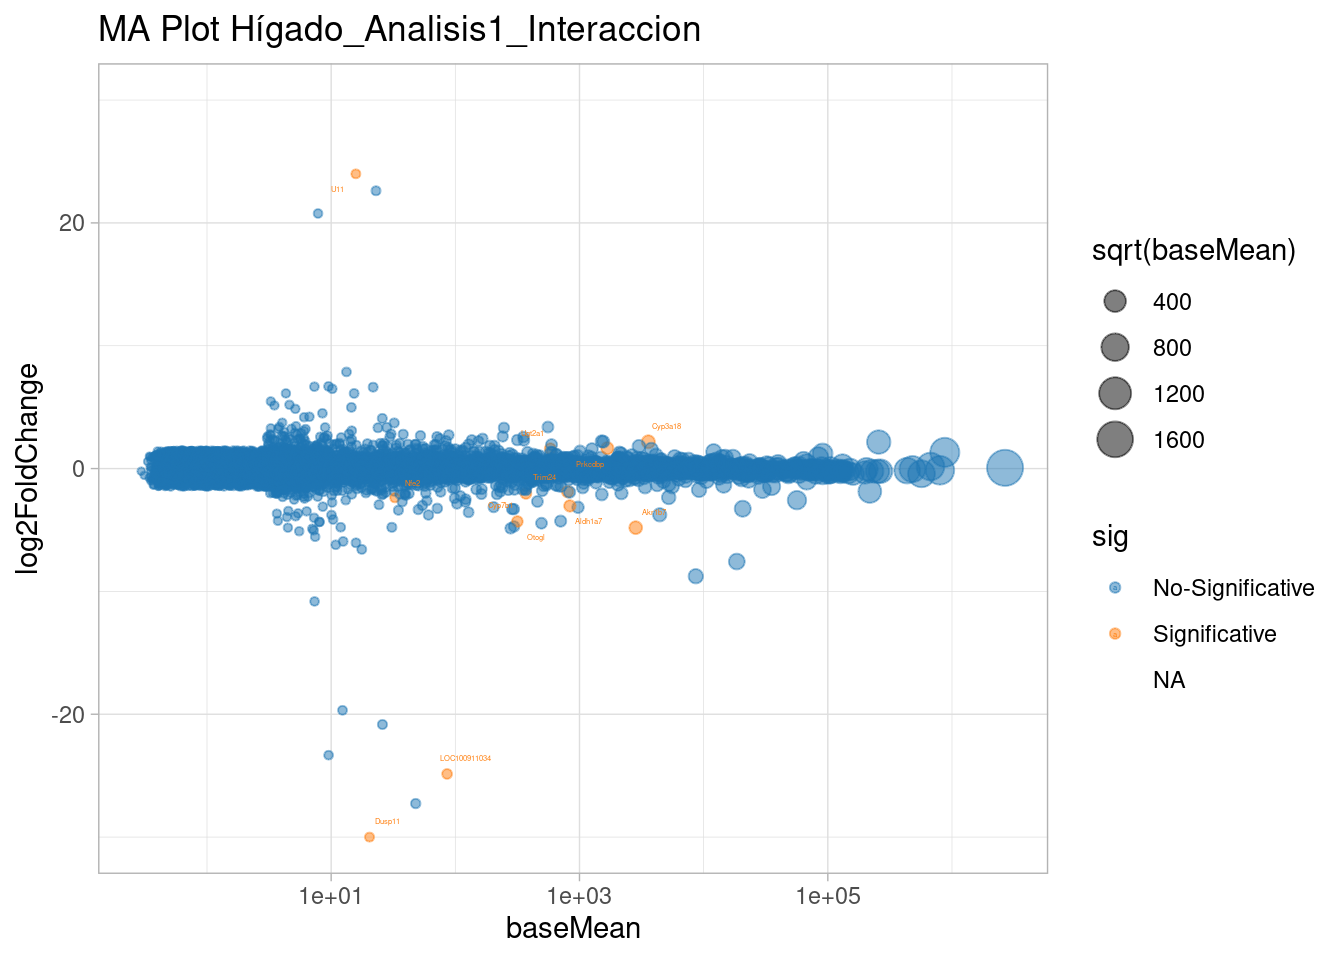 MA Plot Hígado_Analisis1_Interaccion
log2FoldChange
20
0
-20
U11
Cyp3a18
Prkcdbp
Trim24
Nfe2
Aldh1a7
Otogl
LOC100911034
Dusp11
1e+01
1e+03
1e+05
baseMean
sqrt(baseMean)
400
800
1200
1600
sig
No-Significative
Significative
NA